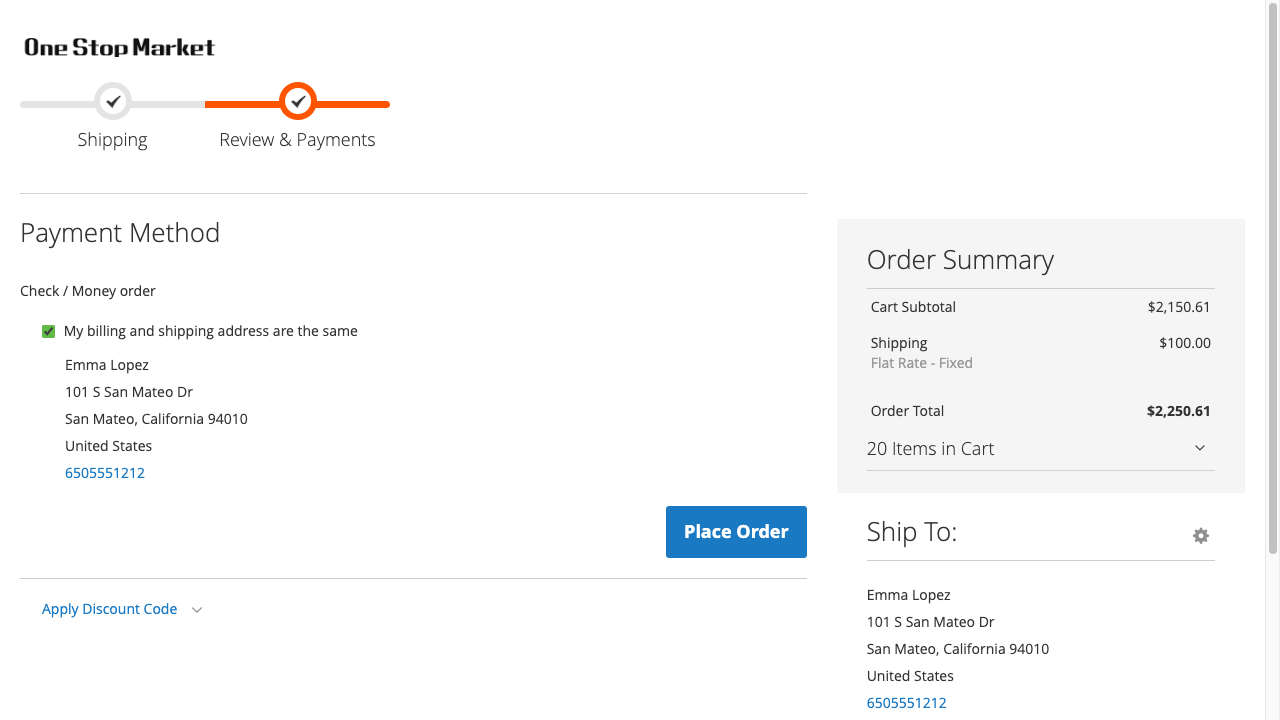 One Stop Market
Shipping
Review & Payments
Payment Method
Check / Money order
My billing and shipping address are the same
Emma Lopez
101 S San Mateo Dr
San Mateo, California 94010
United States
6505551212
Place Order
Apply Discount Code
Order Summary
Cart Subtotal $2,150.61
Shipping $100.00
Flat Rate - Fixed
Order Total $2,250.61
20 Items in Cart
Ship To:
Emma Lopez
101 S San Mateo Dr
San Mateo, California 94010
United States
6505551212